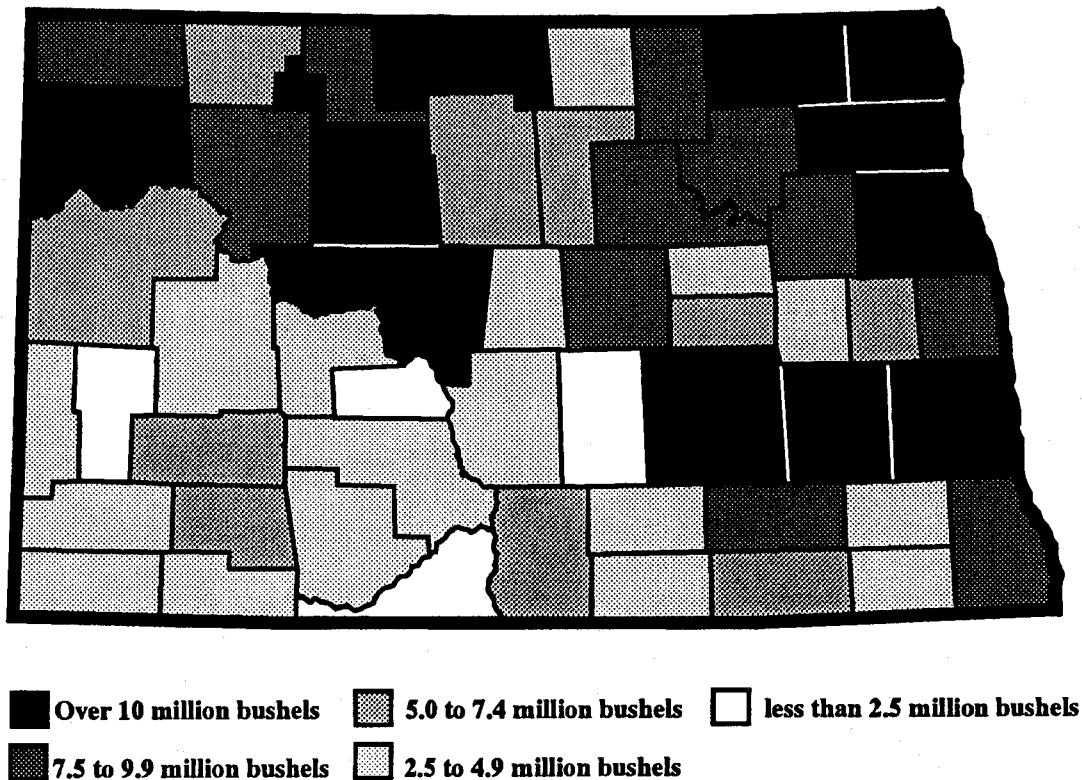 Over 10 million bushels
5.0 to 7.4 million bushels
less than 2.5 million bushels
7.5 to 9.9 million bushels
2.5 to 4.9 million bushels